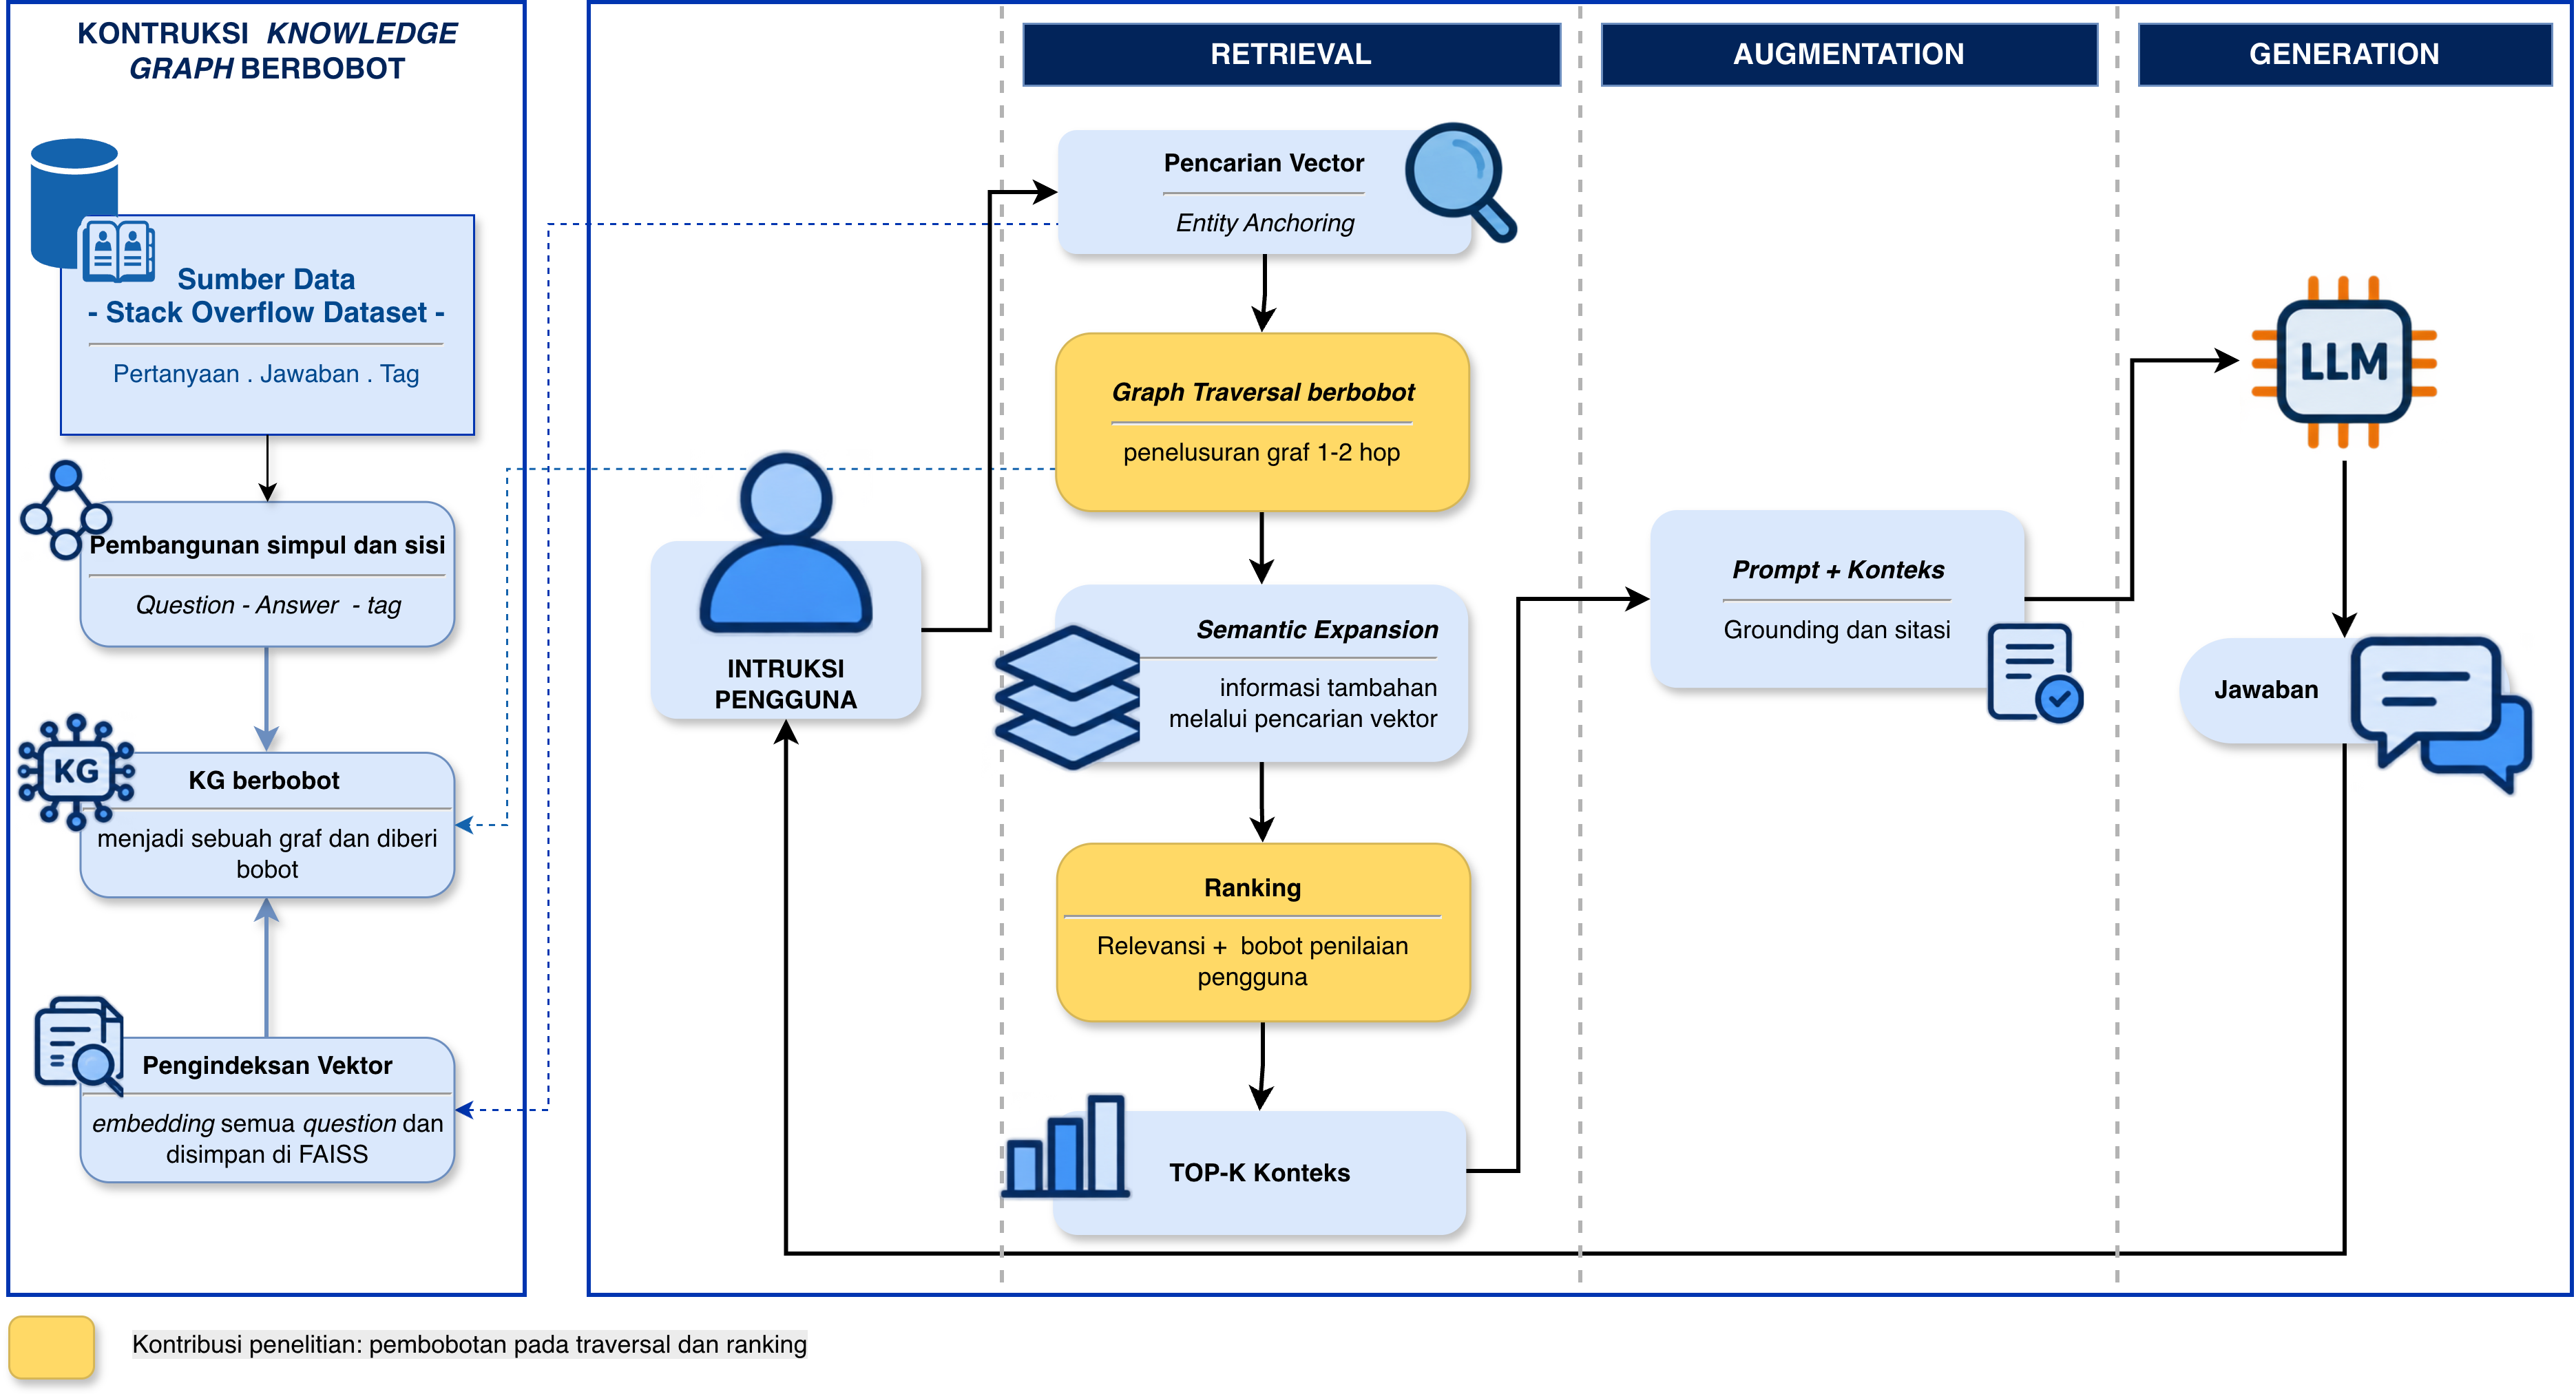 KONTRUKSI KNOWLEDGE
GRAPH BERBOBOT
Sumber Data
- Stack Overflow Dataset -
Pertanyaan . Jawaban . Tag
Pembangunan simpul dan sisi
Question - Answer - tag
KG
KG berbobot
menjadi sebuah graf dan diberi
bobot
Pengindeksan Vektor
embedding semua question dan
disimpan di FAISS
INTRUKSI
PENGGUNA
RETRIEVAL
Pencarian Vector
Entity Anchoring
Graph Traversal berbobot
penelusuran graf 1-2 hop
Semantic Expansion
informasi tambahan
melalui pencarian vektor
Ranking
Relevansi + bobot penilaian
pengguna
TOP-K Konteks
AUGMENTATION
Prompt + Konteks
Grounding dan sitasi
GENERATION
LLM
Jawaban
Kontribusi penelitian: pembobotan pada traversal dan ranking